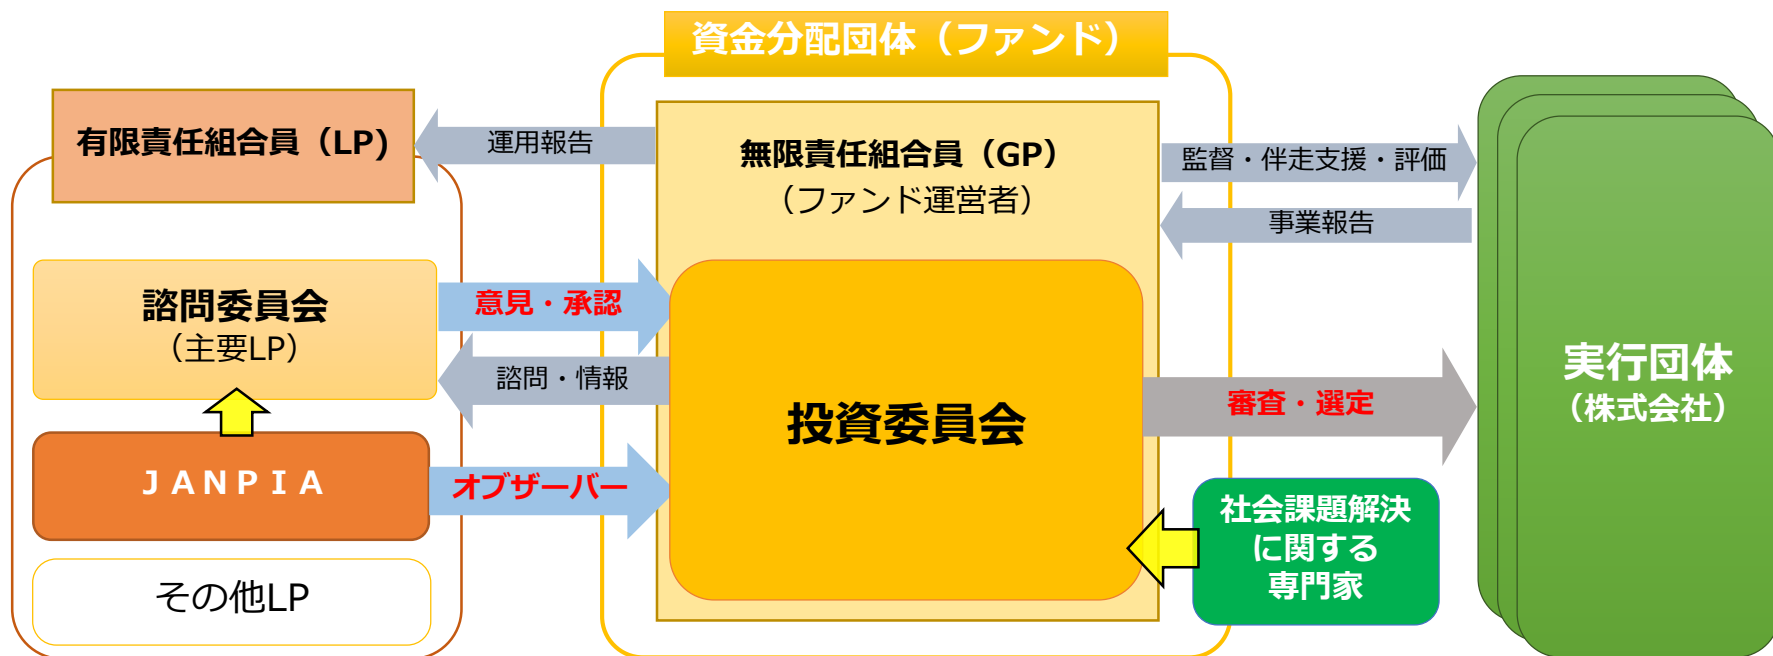 資金分配団体（ファンド）
有限責任組合員（LP)
運用報告
無限責任組合員（GP）
（ファンド運営者）
監督・伴走支援・評価
事業報告
諮問委員会
（主要LP）
意見・承認
諮問・情報
投資委員会
審査・選定
実行団体
（株式会社）
ＪＡＮＰＩＡ
オブザーバー
社会課題解決
に関する
専門家
その他LP